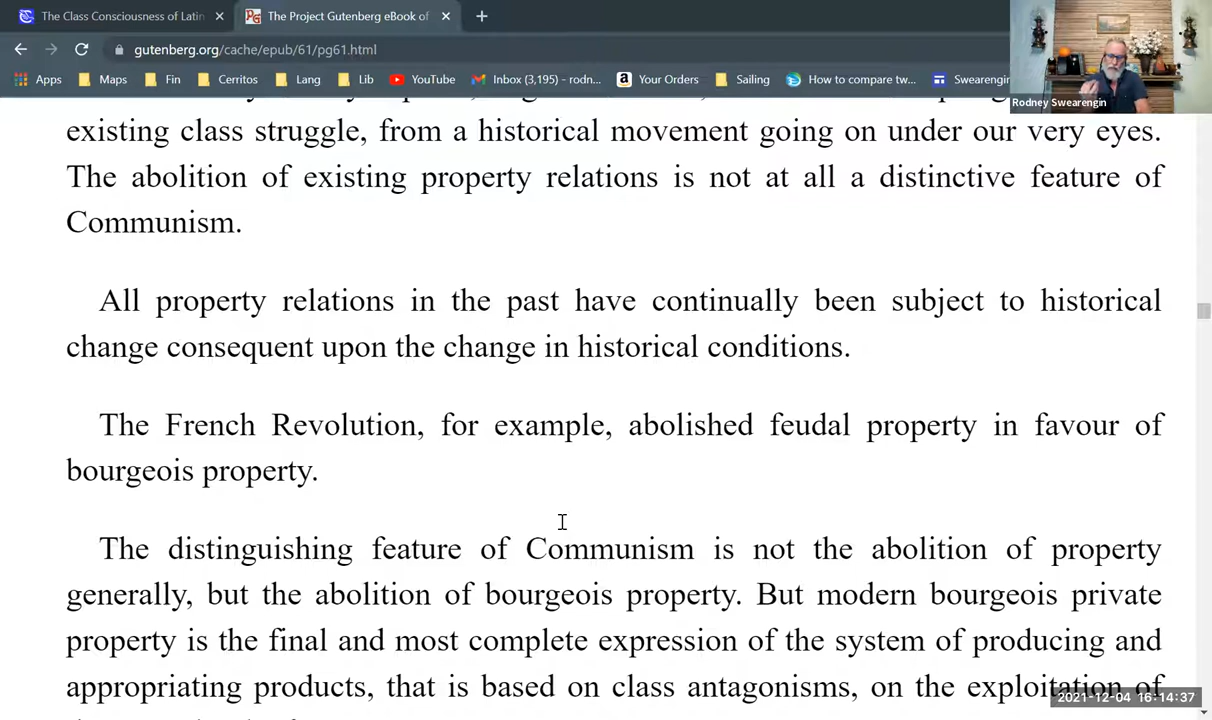 The Class Consciousness of Latin
The Project Gutenberg eBook of
gutenberg.org/cache/epub/61/pg61.html
Apps Maps Fin Cerritos Lang Lib YouTube Inbox (3,195) - rodn... Your Orders Sailing How to compare tw... Swearengin
Rodney Swearengin
existing class struggle, from a historical movement going on under our very eyes.
The abolition of existing property relations is not at all a distinctive feature of
Communism.
All property relations in the past have continually been subject to historical
change consequent upon the change in historical conditions.
The French Revolution, for example, abolished feudal property in favour of
bourgeois property.
The distinguishing feature of Communism is not the abolition of property
generally, but the abolition of bourgeois property. But modern bourgeois private
property is the final and most complete expression of the system of producing and
appropriating products, that is based on class antagonisms, on the exploitation of
2021-12-04 16:14:37